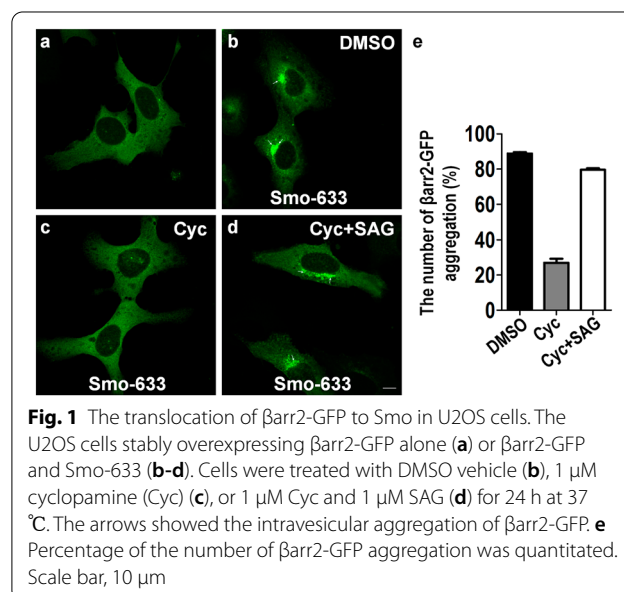 a
b
DMSO
Smo-633
c
Cyc
Smo-633
d
Cyc+SAG
Smo-633
e
The number of βarr2-GFP
aggregation (%)
100
80
60
40
20
0
DMSO
Cyc
Cyc+SAG
Fig. 1 The translocation of βarr2-GFP to Smo in U2OS cells. The
U2OS cells stably overexpressing βarr2-GFP alone (a) or βarr2-GFP
and Smo-633 (b-d). Cells were treated with DMSO vehicle (b), 1 μM
cyclopamine (Cyc) (c), or 1 μM Cyc and 1 μM SAG (d) for 24 h at 37
℃. The arrows showed the intravesicular aggregation of βarr2-GFP. e
Percentage of the number of βarr2-GFP aggregation was quantitated.
Scale bar, 10 μm